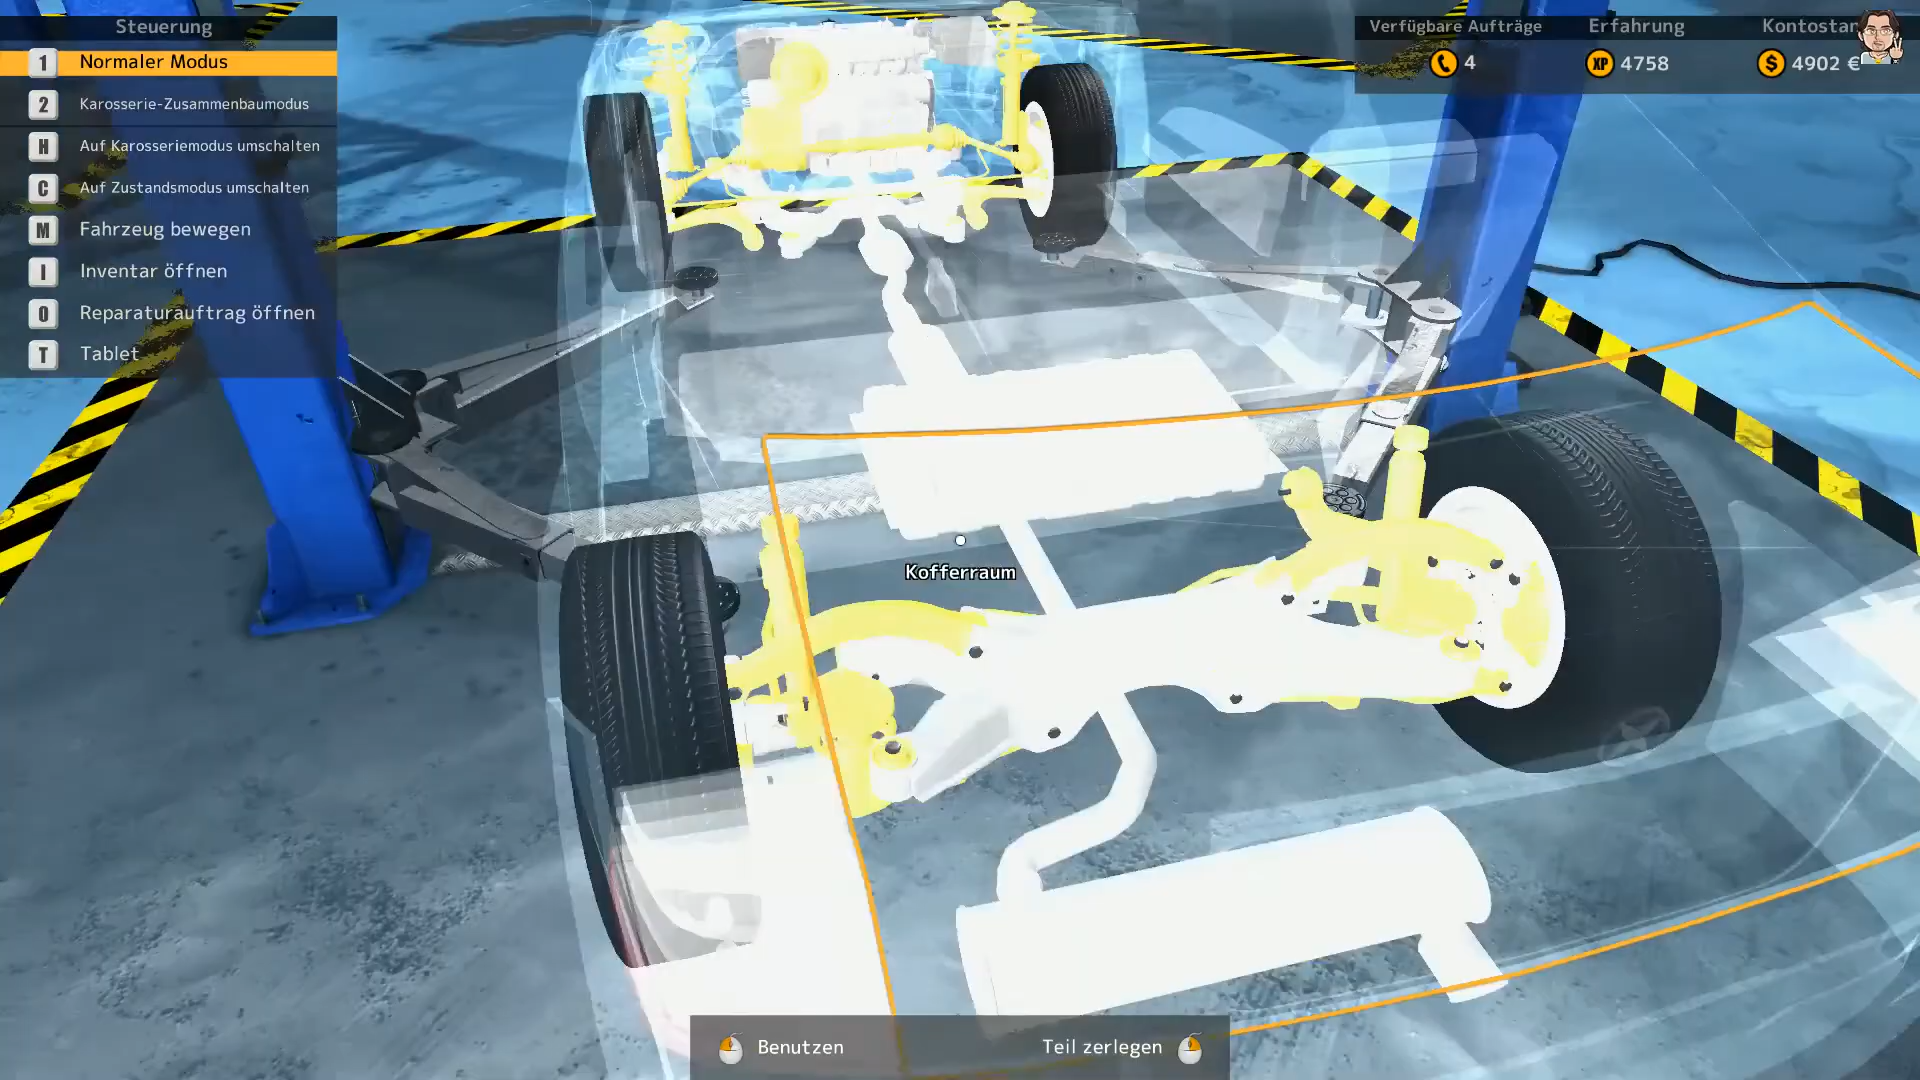 Steuerung
1 Normaler Modus
2 Karosserie-Zusammenbaumodus
H Auf Karosseriemodus umschalten
C Auf Zustandsmodus umschalten
M Fahrzeug bewegen
I Inventar öffnen
O Reparaturauftrag öffnen
T Tablet
Verfügbare Aufträge Erfahrung Kontostan
4 XP 4758 $ 4902 €
Kofferraum
Benutzen Teil zerlegen